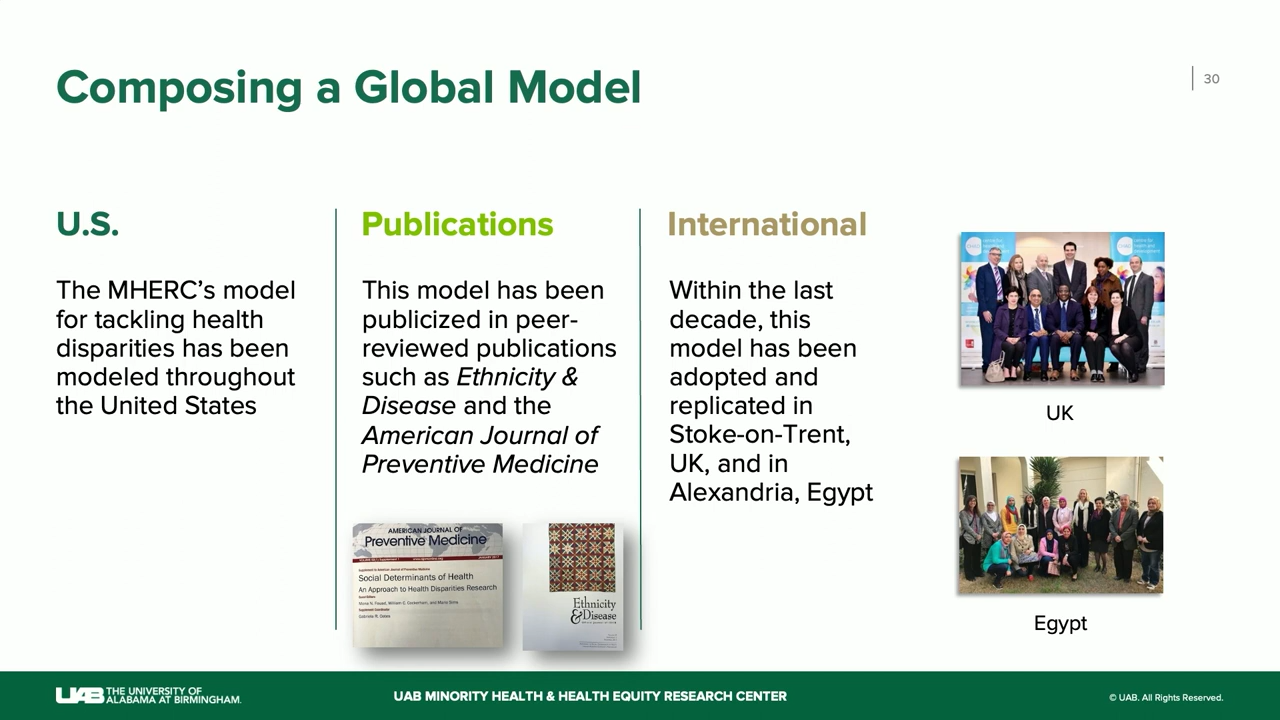 Composing a Global Model
30
U.S.
The MHERC’s model
for tackling health
disparities has been
modeled throughout
the United States
Publications
This model has been
publicized in peer-
reviewed publications
such as Ethnicity &
Disease and the
American Journal of
Preventive Medicine
AMERICAN JOURNAL OF
Preventive Medicine
Social Determinants of Health
An Approach to Health Disparities Research
Gabriela R. Oates
Ethnicity
& Disease
International
Within the last
decade, this
model has been
adopted and
replicated in
Stoke-on-Trent,
UK, and in
Alexandria, Egypt
UK
Egypt
UAB THE UNIVERSITY OF
ALABAMA AT BIRMINGHAM.
UAB MINORITY HEALTH & HEALTH EQUITY RESEARCH CENTER
© UAB. All Rights Reserved.